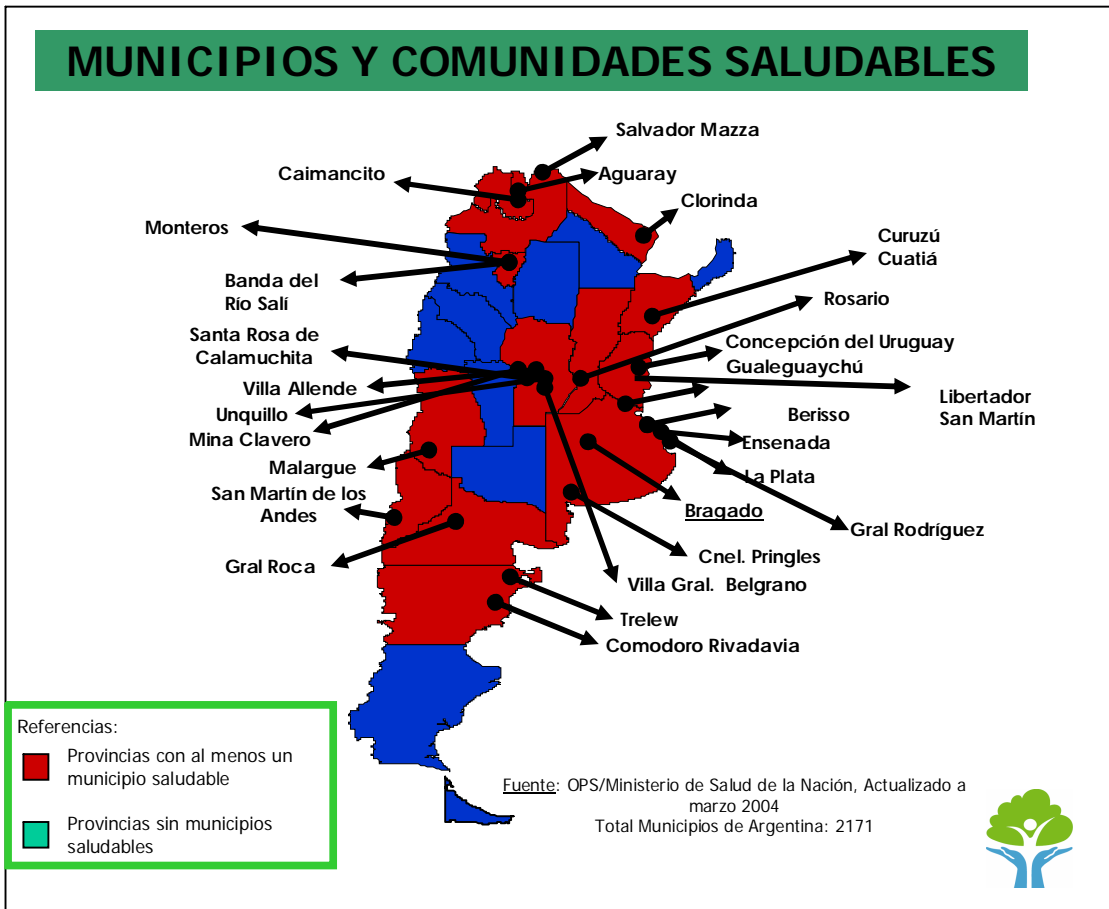 MUNICIPIOS Y COMUNIDADES SALUDABLES
Salvador Mazza
Caimancito
Aguaray
Clorinda
Monteros
Curuzú
Cuatiá
Banda del
Río Salí
Rosario
Santa Rosa de
Calamuchita
Concepción del Uruguay
Gualeguaychú
Villa Allende
Libertador
San Martín
Unquillo
Berisso
Mina Clavero
Ensenada
Malargue
La Plata
San Martín de los
Andes
Bragado
Gral Rodríguez
Cnel. Pringles
Gral Roca
Villa Gral. Belgrano
Trelew
Comodoro Rivadavia
Referencias:
Provincias con al menos un
municipio saludable
Provincias sin municipios
saludables
Fuente: OPS/Ministerio de Salud de la Nación, Actualizado a
marzo 2004
Total Municipios de Argentina: 2171